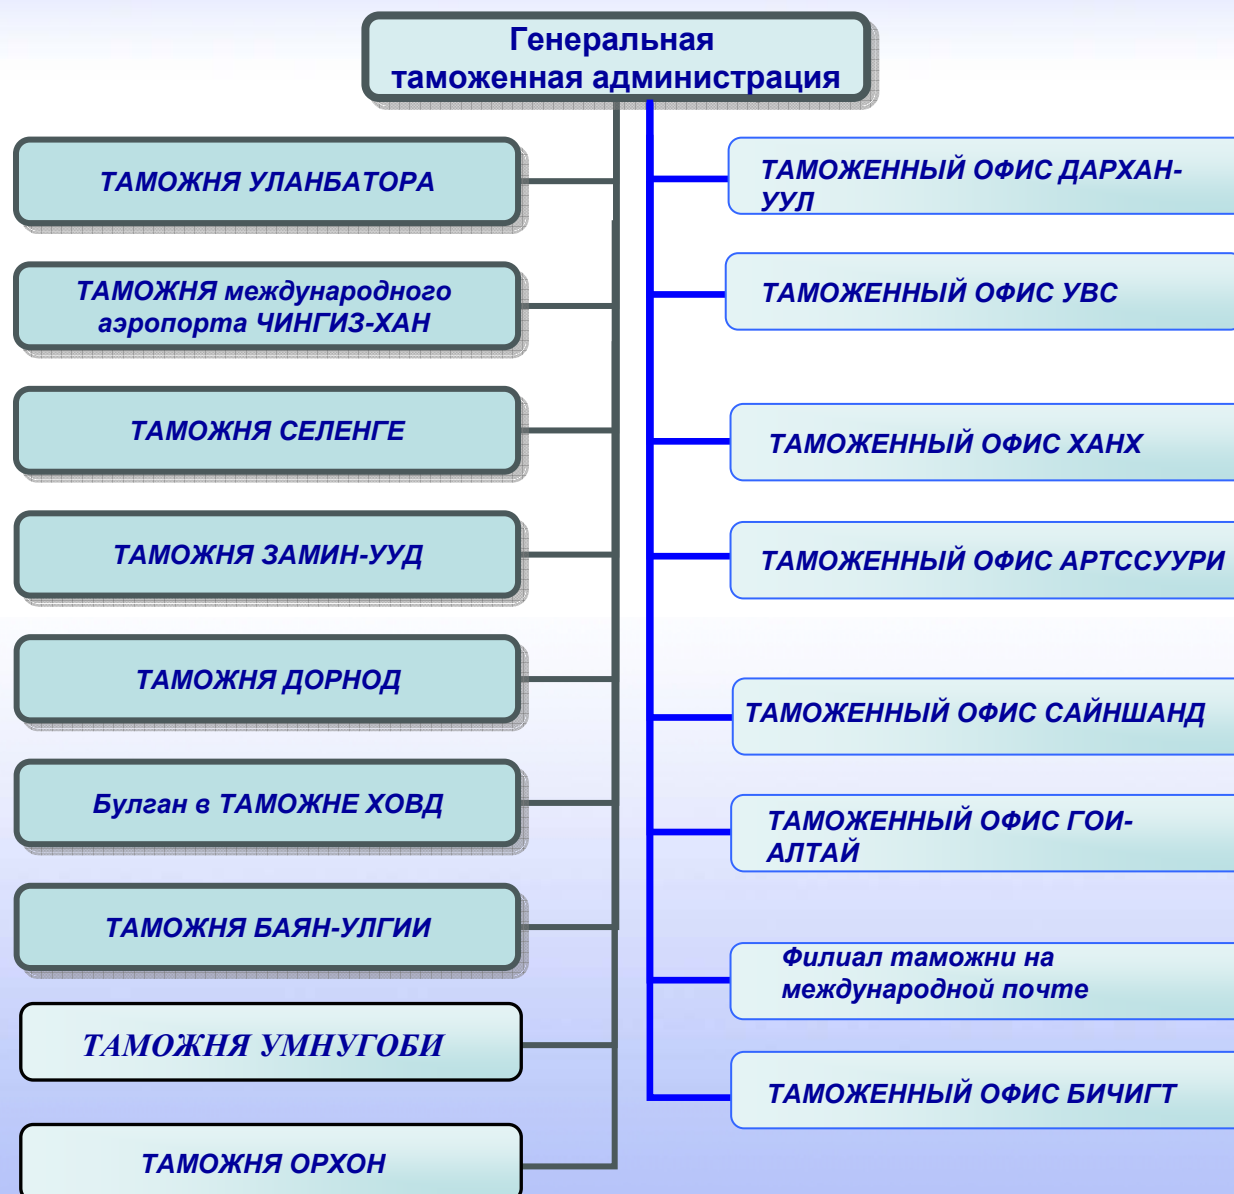 Генеральная
таможенная администрация
ТАМОЖНЯ УЛАНБАТОРА
ТАМОЖНЯ международного
аэропорта ЧИНГИЗ-ХАН
ТАМОЖНЯ СЕЛЕНГЕ
ТАМОЖНЯ ЗАМИН-УУД
ТАМОЖНЯ ДОРНОД
Булган в ТАМОЖНЕ ХОВД
ТАМОЖНЯ БАЯН-УЛГИИ
ТАМОЖНЯ УМНУГОБИ
ТАМОЖНЯ ОРХОН
ТАМОЖЕННЫЙ ОФИС ДАРХАН-
УУЛ
ТАМОЖЕННЫЙ ОФИС УВС
ТАМОЖЕННЫЙ ОФИС ХАНХ
ТАМОЖЕННЫЙ ОФИС АРТССУУРИ
ТАМОЖЕННЫЙ ОФИС САЙНШАНД
ТАМОЖЕННЫЙ ОФИС ГОИ-
АЛТАЙ
Филиал таможни на
международной почте
ТАМОЖЕННЫЙ ОФИС БИЧИГТ